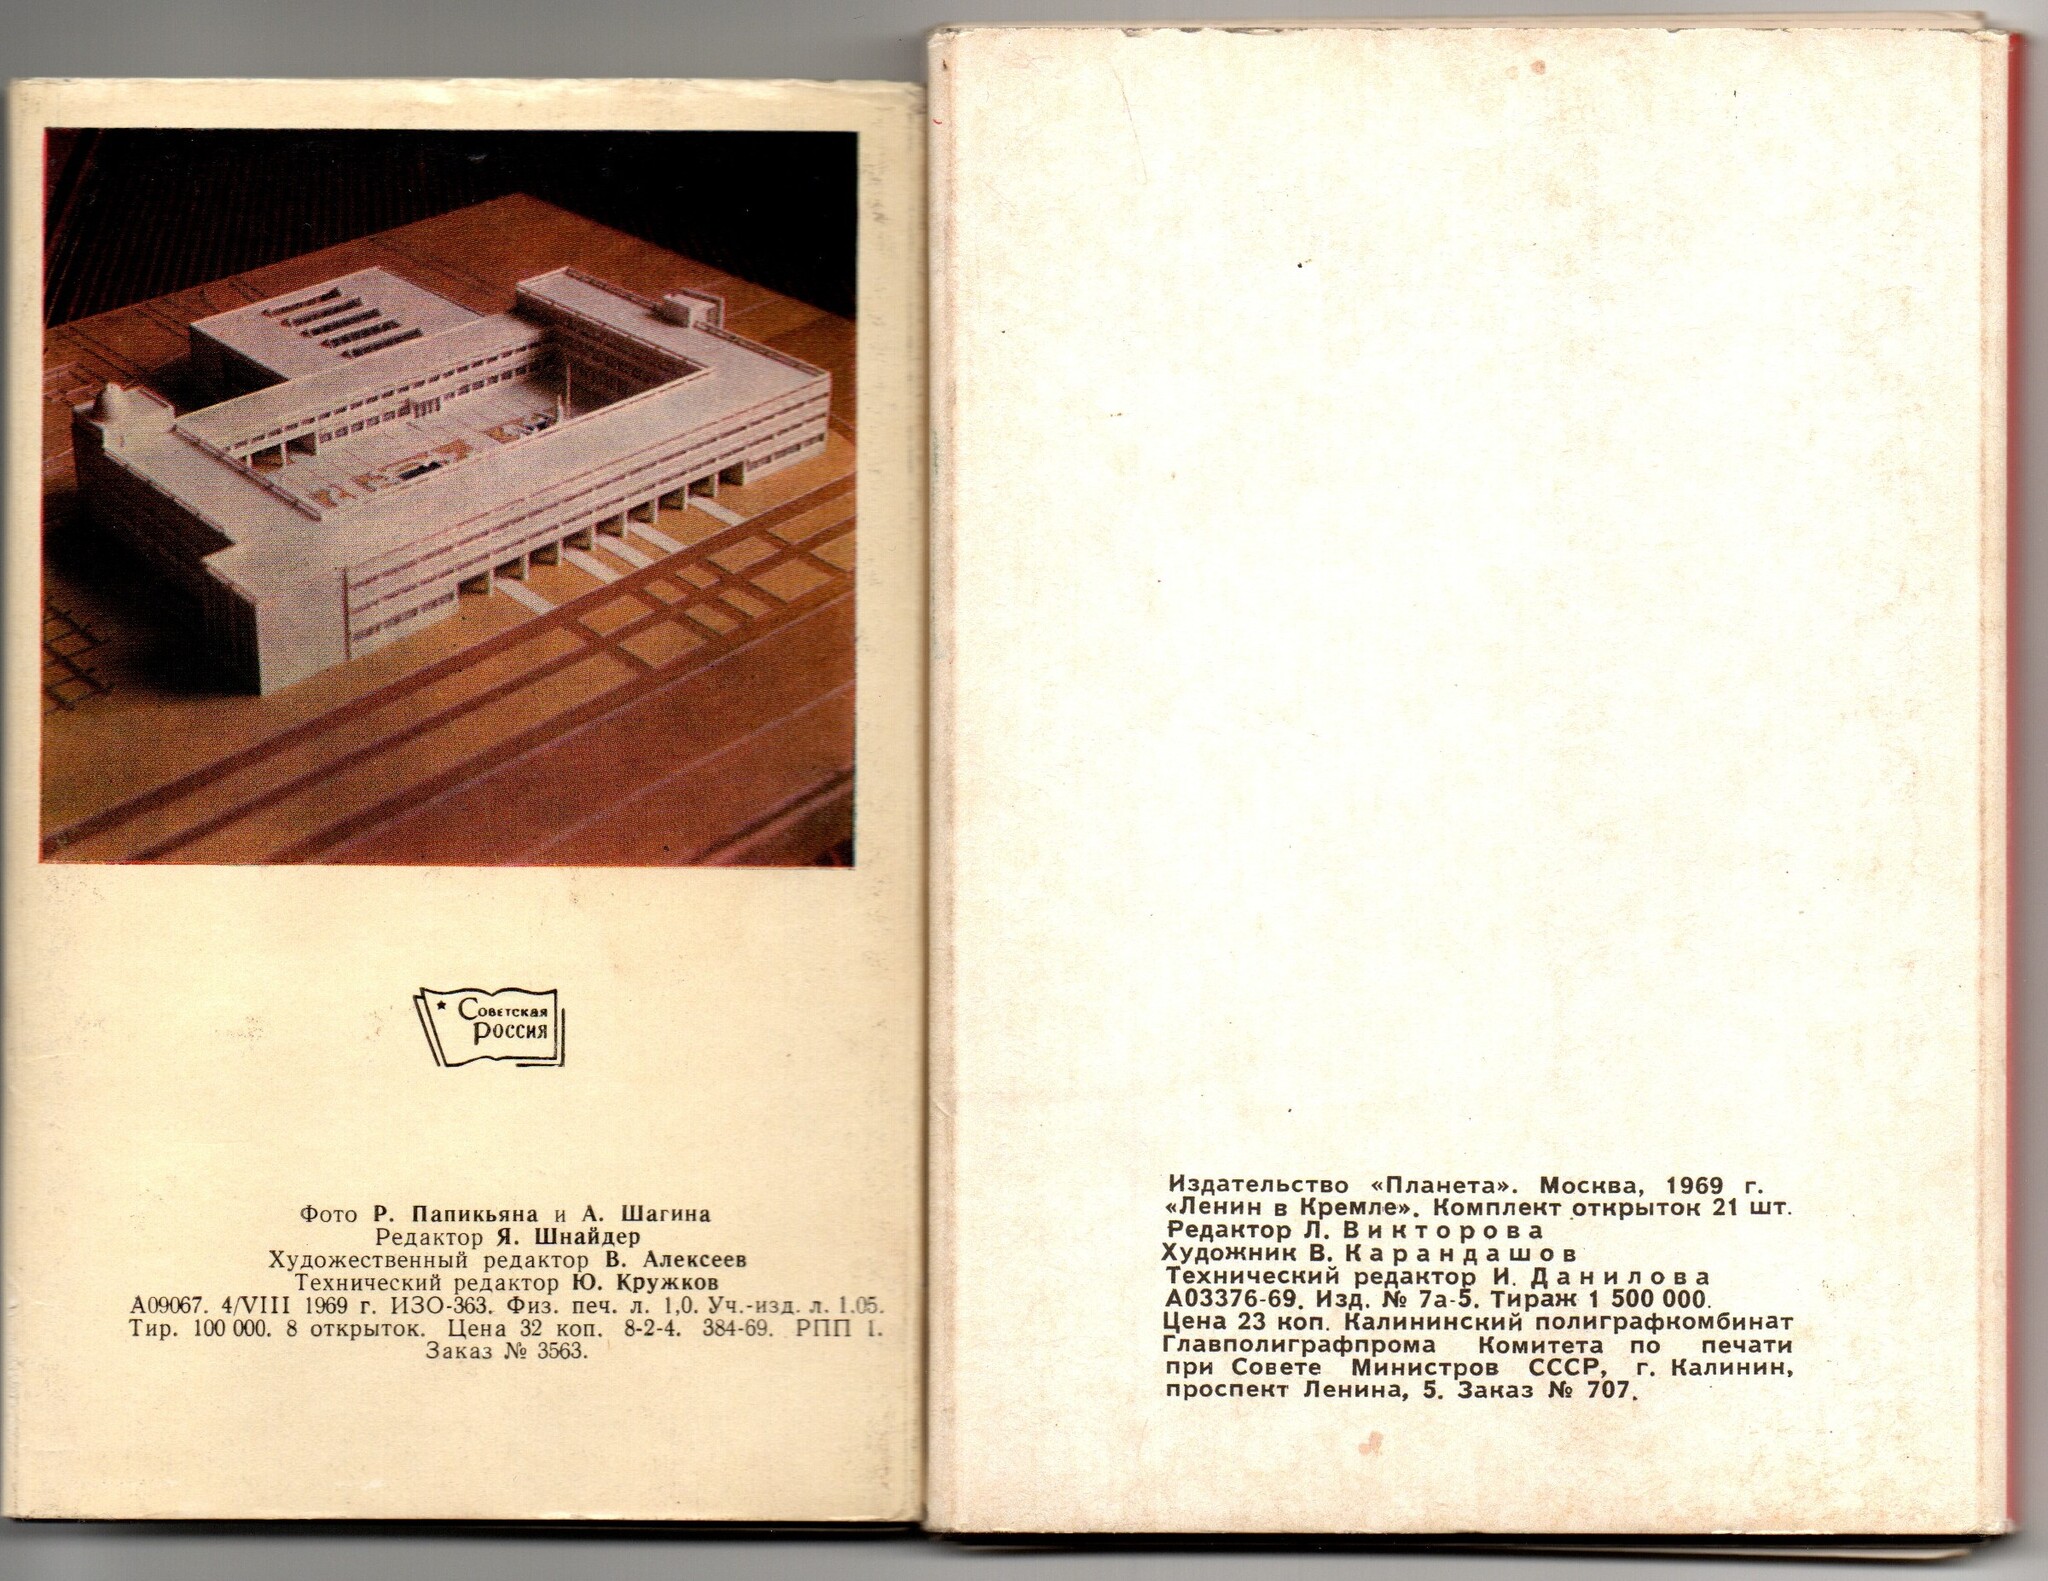 Советская
Россия
Фото Р. Папикьяна и А. Шагина
Редактор Я. Шнайдер
Художественный редактор В. Алексеев
Технический редактор Ю. Кружков
А09067. 4/VIII 1969 г. ИЗО-363. Физ. печ. л. 1,0. Уч.-изд. л. 1.05.
Тир. 100 000. 8 открыток. Цена 32 коп. 8-2-4. 384-69. РПП 1.
Заказ № 3563.
Издательство «Планета». Москва, 1969 г.
«Ленин в Кремле». Комплект открыток 21 шт.
Редактор Л. Викторова
Художник В. Карандашов
Технический редактор И. Данилова
А03376-69. Изд. № 7а-5. Тираж 1 500 000.
Цена 23 коп. Калининский полиграфкомбинат
Главполиграфпрома Комитета по печати
при Совете Министров СССР, г. Калинин,
проспект Ленина, 5. Заказ № 707.